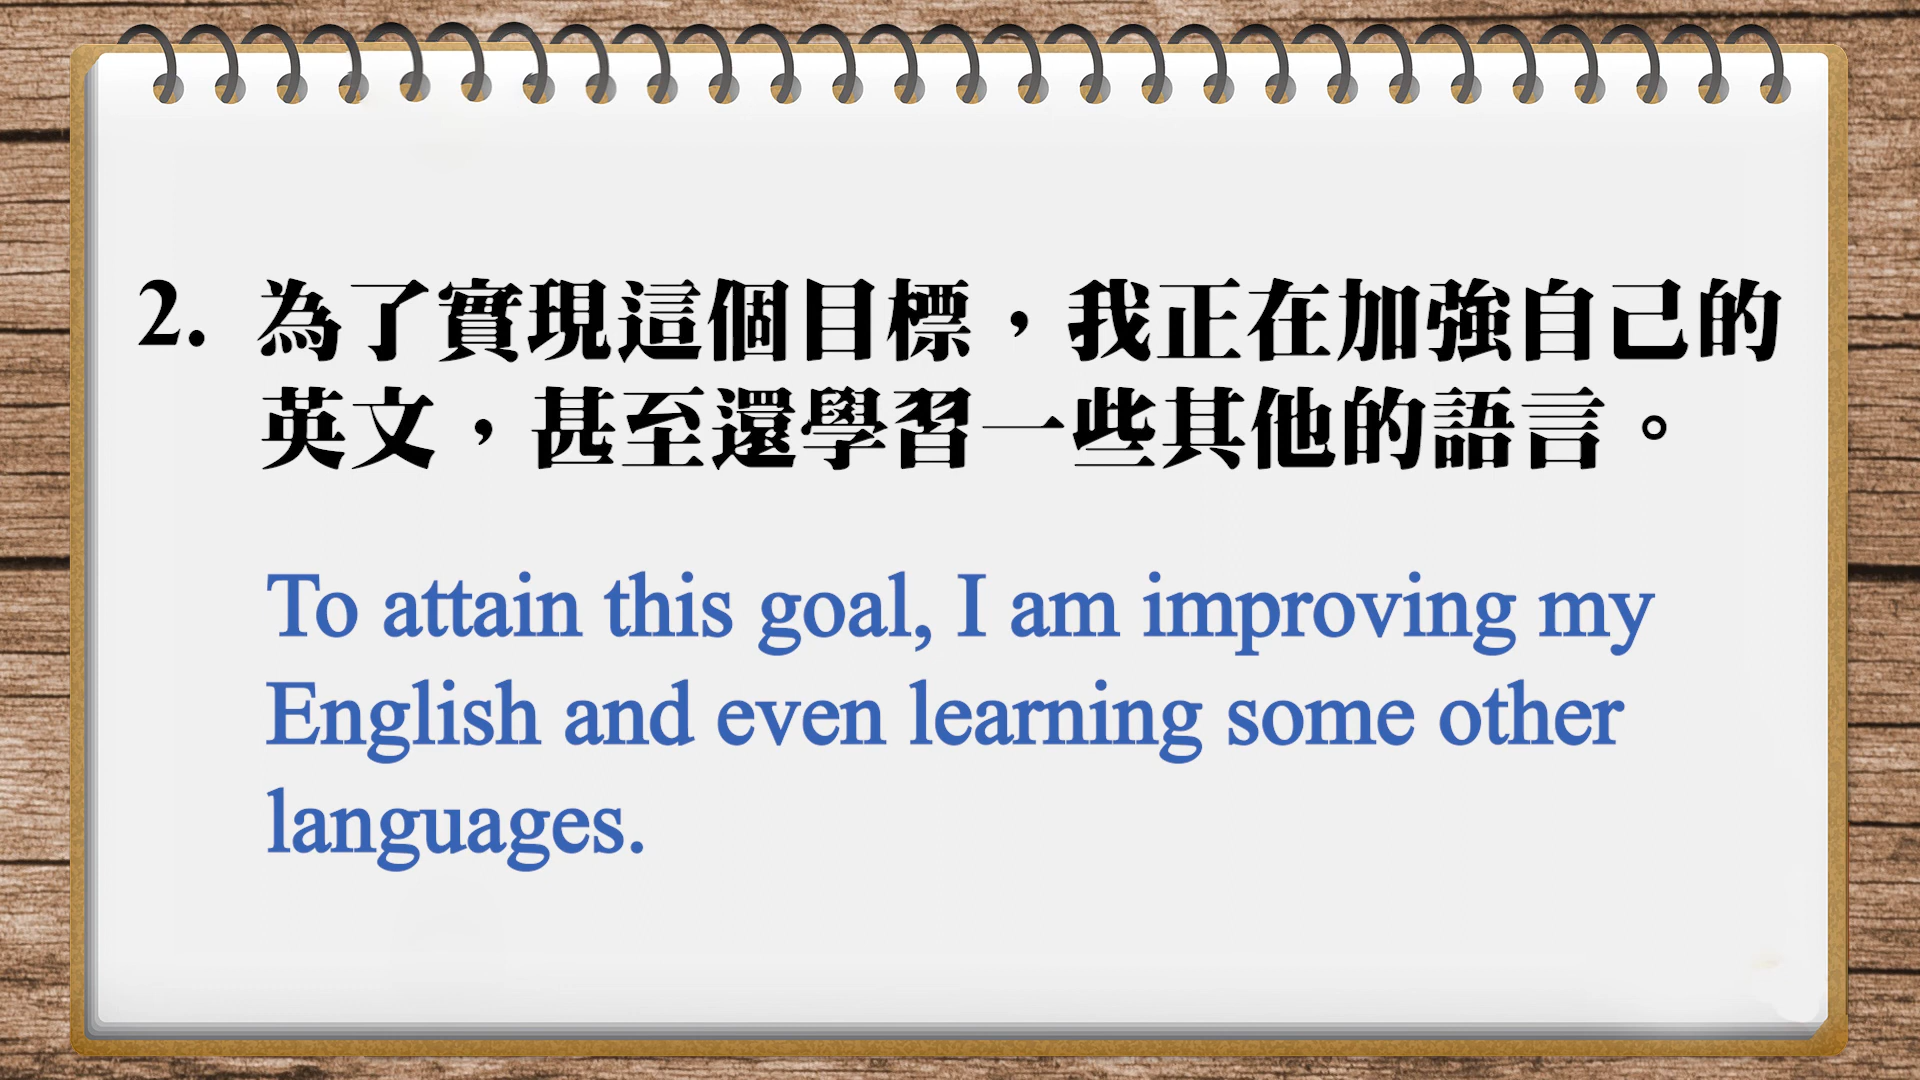 2. 為了實現這個目標，我正在加強自己的
英文，甚至還學習一些其他的語言。
To attain this goal, I am improving my
English and even learning some other
languages.